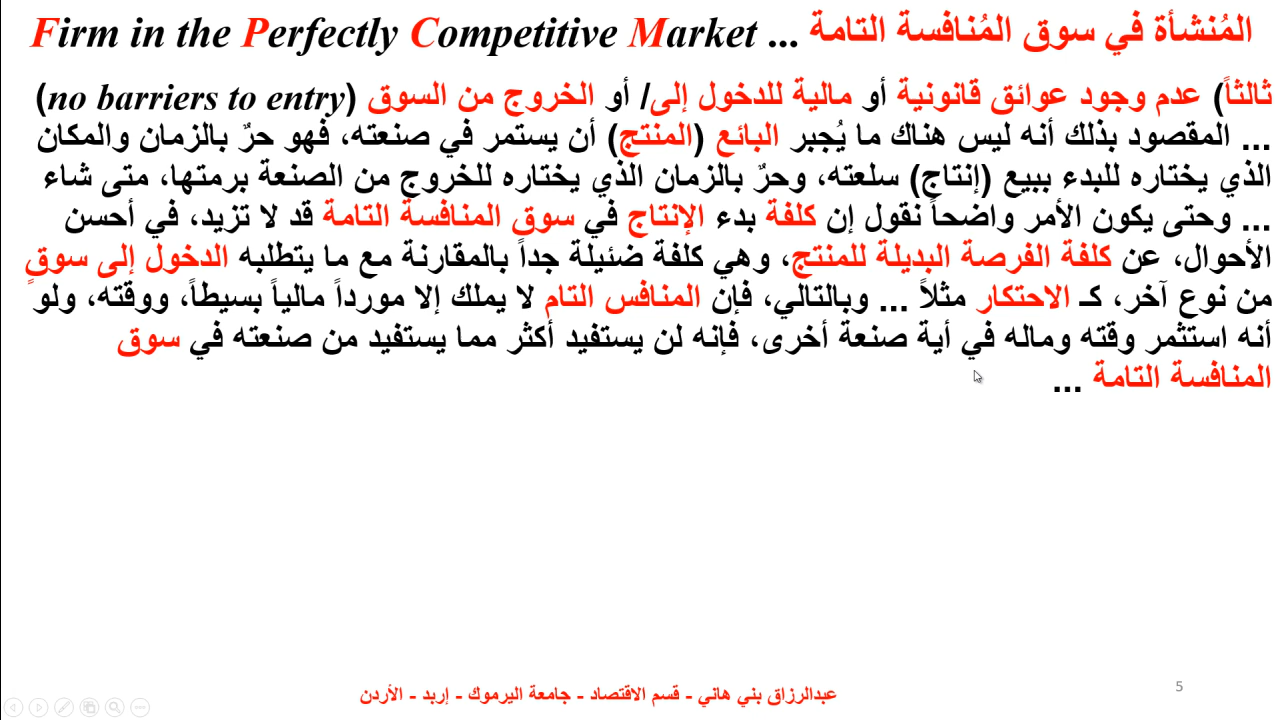 المُنشأة في سوق المُنافسة التامة ... Firm in the Perfectly Competitive Market
ثالثاً) عدم وجود عوائق قانونية أو مالية للدخول إلى/ أو الخروج من السوق (no barriers to entry)
... المقصود بذلك أنه ليس هناك ما يُجبر البائع (المنتج) أن يستمر في صنعته، فهو حرٌ بالزمان والمكان
الذي يختاره للبدء ببيع (إنتاج) سلعته، وحرٌ بالزمان الذي يختاره للخروج من الصنعة برمتها، متى شاء
... وحتى يكون الأمر واضحاً نقول إن كلفة بدء الإنتاج في سوق المنافسة التامة قد لا تزيد، في أحسن
الأحوال، عن كلفة الفرصة البديلة للمنتج، وهي كلفة ضئيلة جداً بالمقارنة مع ما يتطلبه الدخول إلى سوقٍ
من نوع آخر، كـ الاحتكار مثلاً ... وبالتالي، فإن المنافس التام لا يملك إلا مورداً مالياً بسيطاً، ووقته، ولو
أنه استثمر وقته وماله في أية صنعة أخرى، فإنه لن يستفيد أكثر مما يستفيد من صنعته في سوق
المنافسة التامة ...
عبدالرزاق بني هاني - قسم الاقتصاد - جامعة اليرموك - إربد - الأردن
5